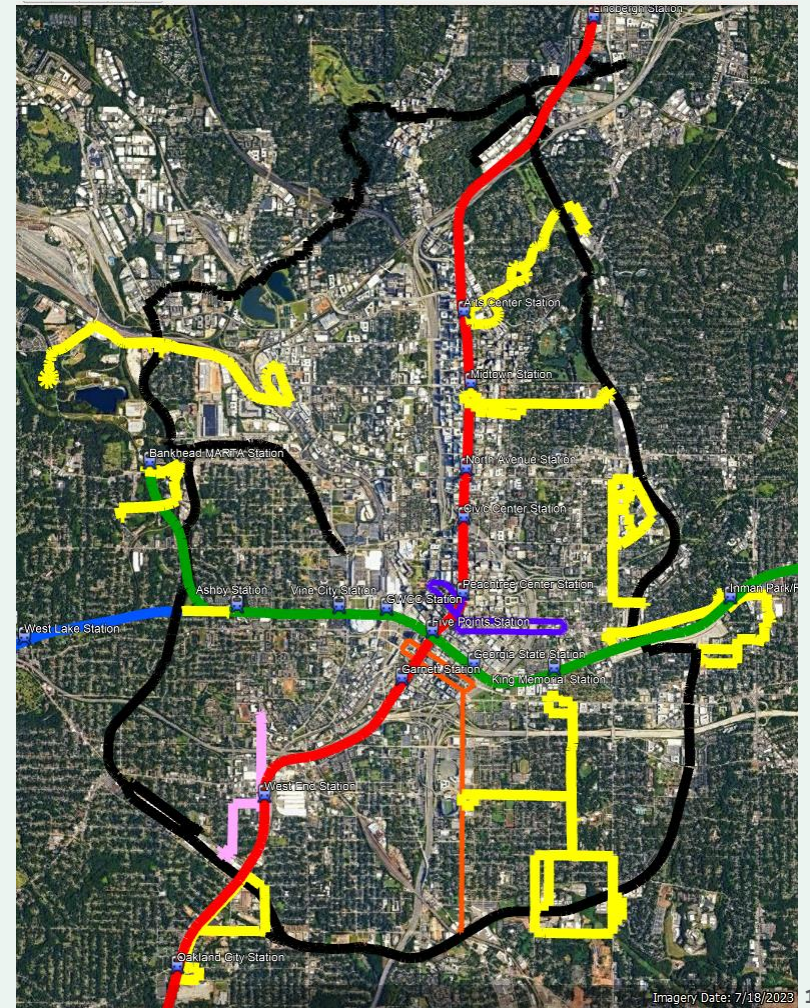 Lindbergh Station
Arts Center Station
Midtown Station
Bankhead MARTA Station
North Avenue Station
Civic Center Station
Ashby Station
Vine City Station
Peachtree Center Station
GWCC Station
Inman Park/
Five Points Station
West Lake Station
Georgia State Station
Garnett Station
King Memorial Station
West End Station
Oakland City Station
Imagery Date: 7/18/2023